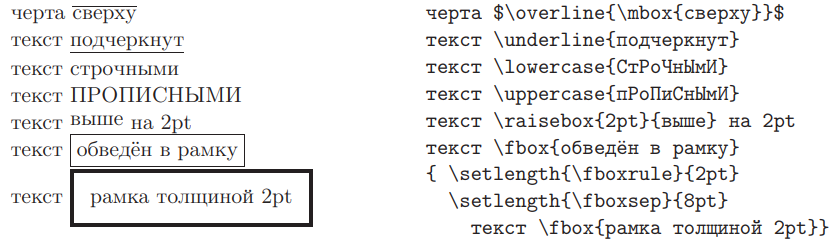 черта сверху черта $\overline{\mbox{сверху}}$
текст подчеркнут текст \underline{подчеркнут}
текст строчными текст \lowercase{СтРоЧнЫмИ}
текст ПРОПИСНЫМИ текст \uppercase{пРоПиСнЫмИ}
текст выше на 2pt текст \raisebox{2pt}{выше} на 2pt
текст обведён в рамку текст \fbox{обведён в рамку}
{ \setlength{\fboxrule}{2pt}
текст рамка толщиной 2pt \setlength{\fboxsep}{8pt}
текст \fbox{рамка толщиной 2pt}}